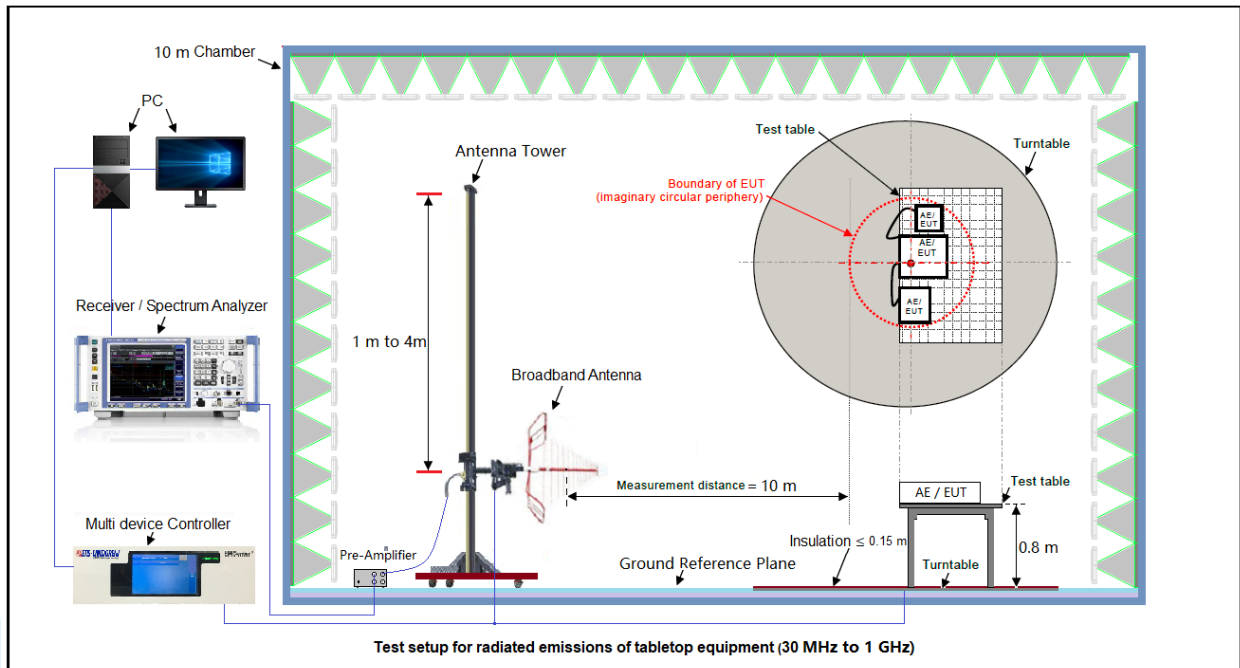 10 m Chamber
PC
Antenna Tower
Test table
Turntable
Boundary of EUT
(imaginary circular periphery)
AE/
EUT
AE/
EUT
AE/
EUT
Receiver / Spectrum Analyzer
1 m to 4m
Broadband Antenna
Measurement distance = 10 m
AE / EUT
Test table
Insulation ≤ 0.15 m
0.8 m
Multi device Controller
Pre-Amplifier
Ground Reference Plane
Turntable
Test setup for radiated emissions of tabletop equipment (30 MHz to 1 GHz)